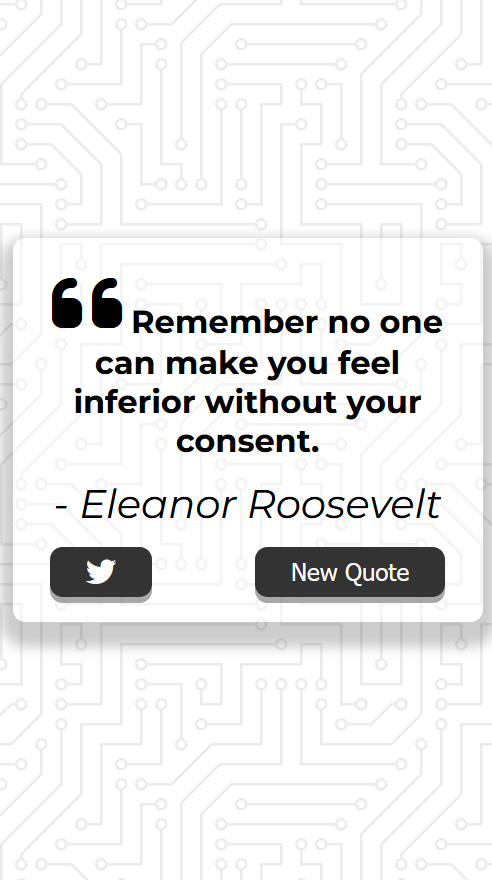 ❝ Remember no one
can make you feel
inferior without your
consent.
- Eleanor Roosevelt
New Quote